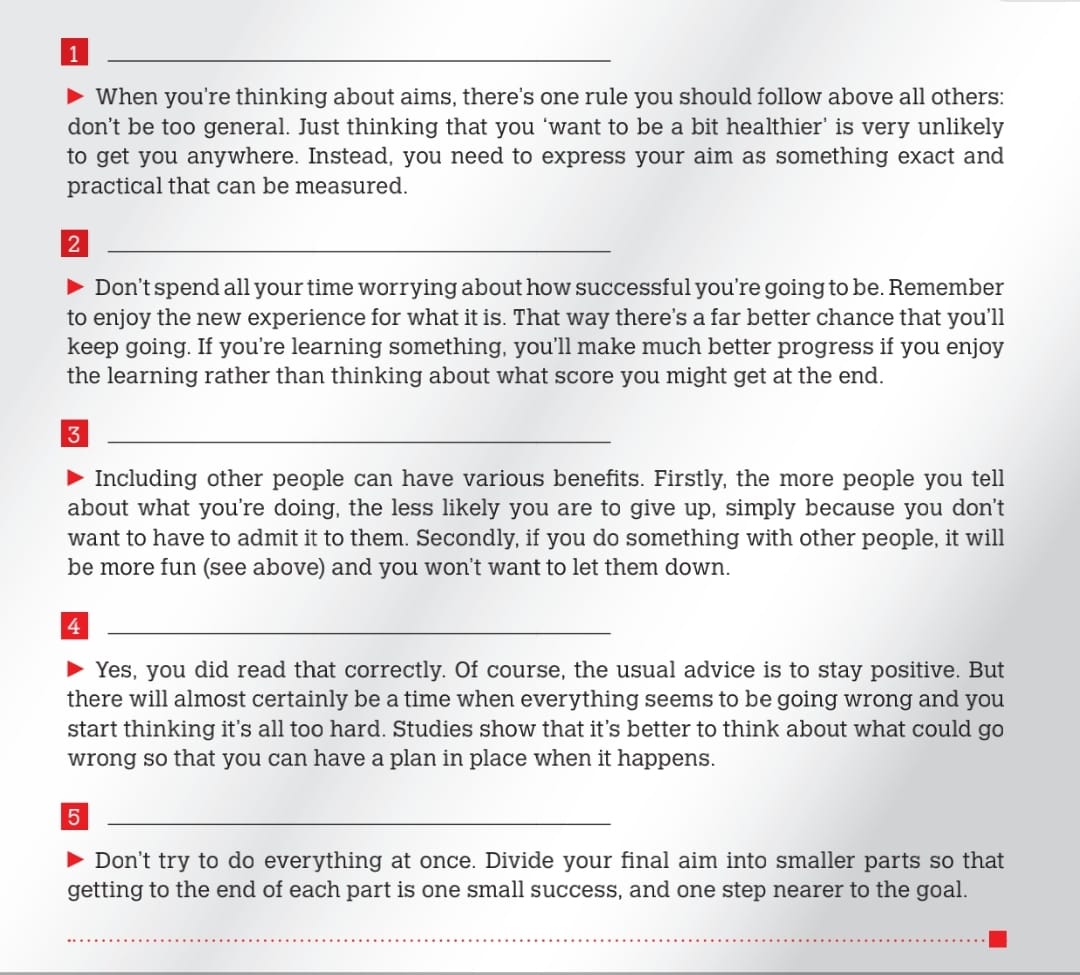 1
▶ When you're thinking about aims, there's one rule you should follow above all others:
don't be too general. Just thinking that you ‘want to be a bit healthier’ is very unlikely
to get you anywhere. Instead, you need to express your aim as something exact and
practical that can be measured.
2
▶ Don't spend all your time worrying about how successful you're going to be. Remember
to enjoy the new experience for what it is. That way there's a far better chance that you'll
keep going. If you're learning something, you'll make much better progress if you enjoy
the learning rather than thinking about what score you might get at the end.
3
▶ Including other people can have various benefits. Firstly, the more people you tell
about what you're doing, the less likely you are to give up, simply because you don't
want to have to admit it to them. Secondly, if you do something with other people, it will
be more fun (see above) and you won't want to let them down.
4
▶ Yes, you did read that correctly. Of course, the usual advice is to stay positive. But
there will almost certainly be a time when everything seems to be going wrong and you
start thinking it's all too hard. Studies show that it's better to think about what could go
wrong so that you can have a plan in place when it happens.
5
▶ Don't try to do everything at once. Divide your final aim into smaller parts so that
getting to the end of each part is one small success, and one step nearer to the goal.